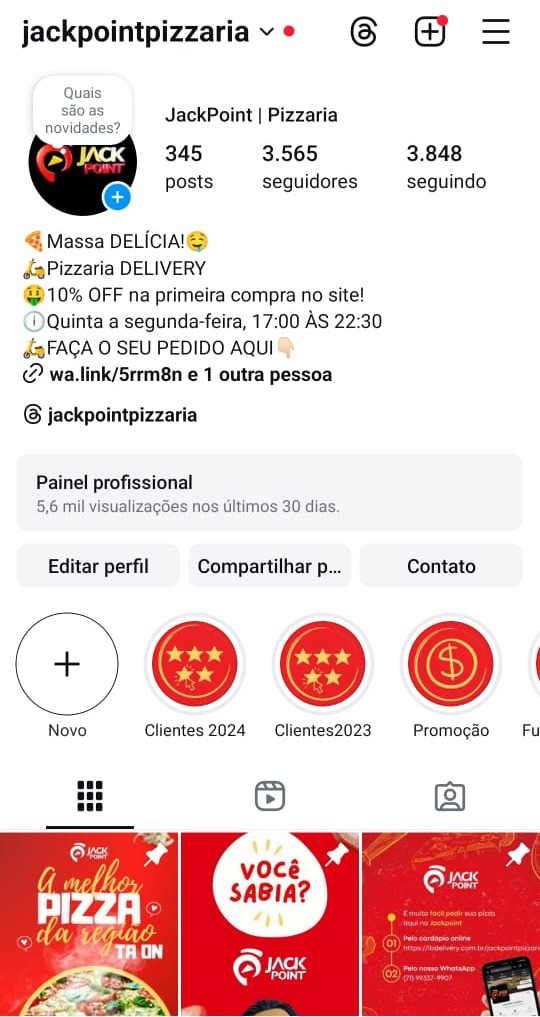 jackpointpizzaria
Quais
são as
novidades?
JACK
POINT
JackPoint | Pizzaria
345 3.565 3.848
posts seguidores seguindo
🍕Massa DELÍCIA!🤤
🛵Pizzaria DELIVERY
🤑10% OFF na primeira compra no site!
🕕Quinta a segunda-feira, 17:00 ÀS 22:30
🛵FAÇA O SEU PEDIDO AQUI👇🏻
wa.link/5rrm8n e 1 outra pessoa
jackpointpizzaria
Painel profissional
5,6 mil visualizações nos últimos 30 dias.
Editar perfil Compartilhar p... Contato
Novo Clientes 2024 Clientes2023 Promoção Fu
JACK
POINT
A melhor
PIZZA
da região
TA ON
VOCÊ
SABIA?
JACK
POINT
JACK
POINT
É muito fácil pedir sua pizza
aqui na Jackpoint
01 Pelo cardápio online
https://ibdelivery.com.br/jackpointpizzari
02 Pelo nosso WhatsApp
(71) 99337-9907